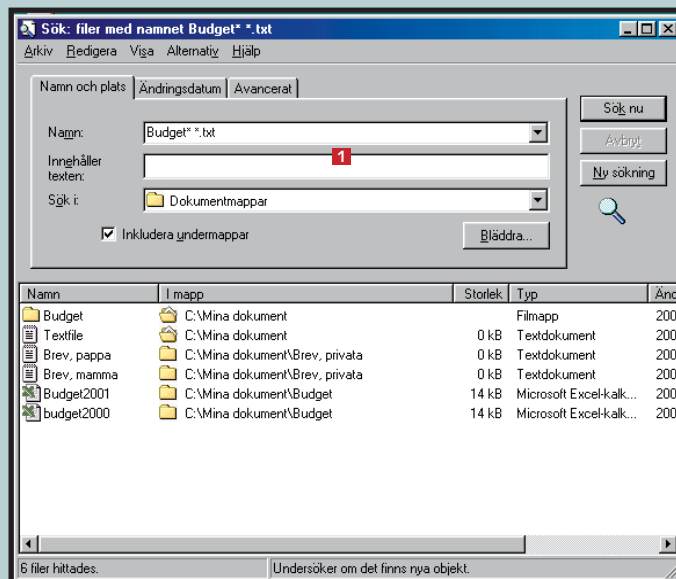 Sök: filer med namnet Budget* *.txt
Arkiv Redigera Visa Alternativ Hjälp
Namn och plats Ändringsdatum Avancerat
Sök nu
Namn: Budget* *.txt
Avbryt
1
Innehåller texten:
Ny sökning
Sök i: Dokumentmappar
Inkludera undermappar Bläddra...
Namn I mapp Storlek Typ Änd
Budget C:\Mina dokument Filmapp 200
Textfile C:\Mina dokument 0 kB Textdokument 200
Brev, pappa C:\Mina dokument\Brev, privata 0 kB Textdokument 200
Brev, mamma C:\Mina dokument\Brev, privata 0 kB Textdokument 200
Budget2001 C:\Mina dokument\Budget 14 kB Microsoft Excel-kalk... 200
budget2000 C:\Mina dokument\Budget 14 kB Microsoft Excel-kalk... 200
6 filer hittades. Undersöker om det finns nya objekt.